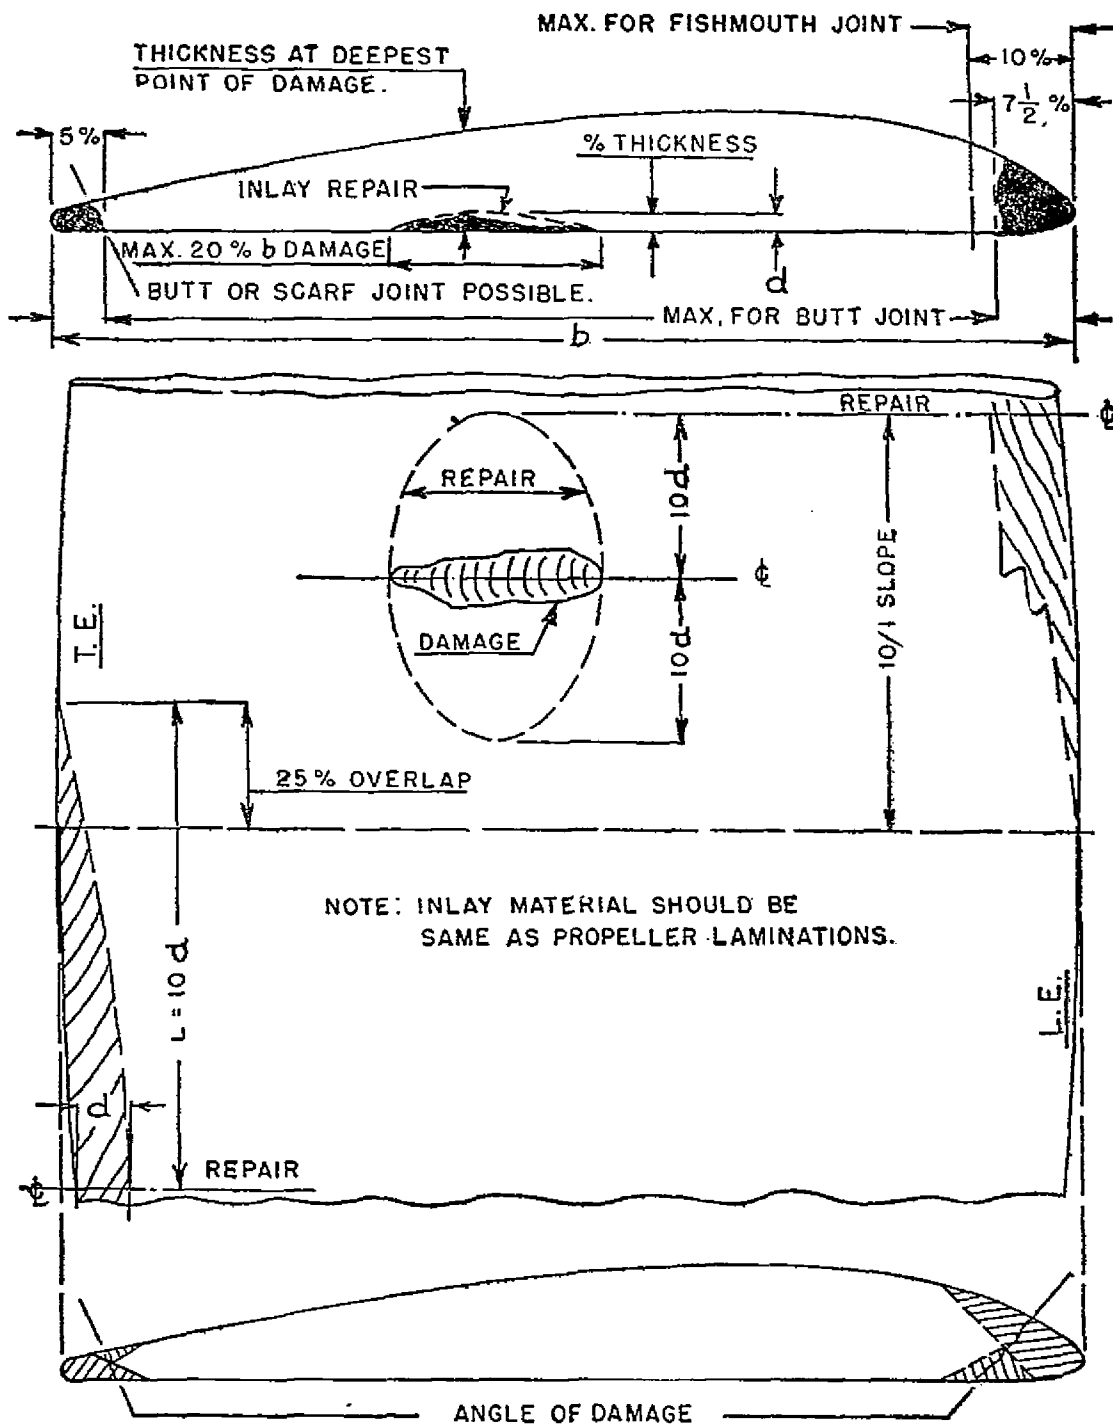 MAX. FOR FISHMOUTH JOINT
THICKNESS AT DEEPEST
POINT OF DAMAGE.
10%
7 1/2, %
5%
% THICKNESS
INLAY REPAIR
MAX. 20% b DAMAGE
d
BUTT OR SCARF JOINT POSSIBLE.
MAX, FOR BUTT JOINT
b
REPAIR
℄
REPAIR
10d
10/1 SLOPE
℄
DAMAGE
10d
T.E.
25% OVERLAP
NOTE: INLAY MATERIAL SHOULD BE
SAME AS PROPELLER LAMINATIONS.
L = 10d
L.E.
d
REPAIR
℄
ANGLE OF DAMAGE